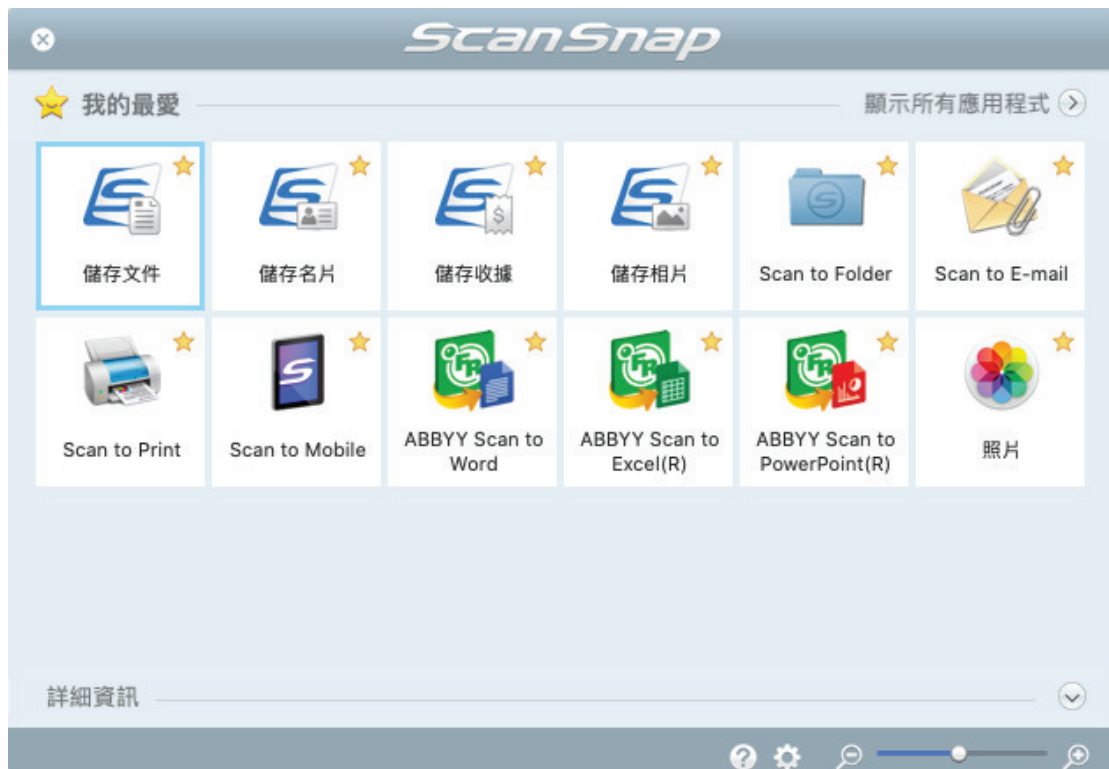 ScanSnap
我的最愛
顯示所有應用程式
儲存文件
儲存名片
儲存收據
儲存相片
Scan to Folder
Scan to E-mail
Scan to Print
Scan to Mobile
ABBYY Scan to
Word
ABBYY Scan to
Excel(R)
ABBYY Scan to
PowerPoint(R)
照片
詳細資訊